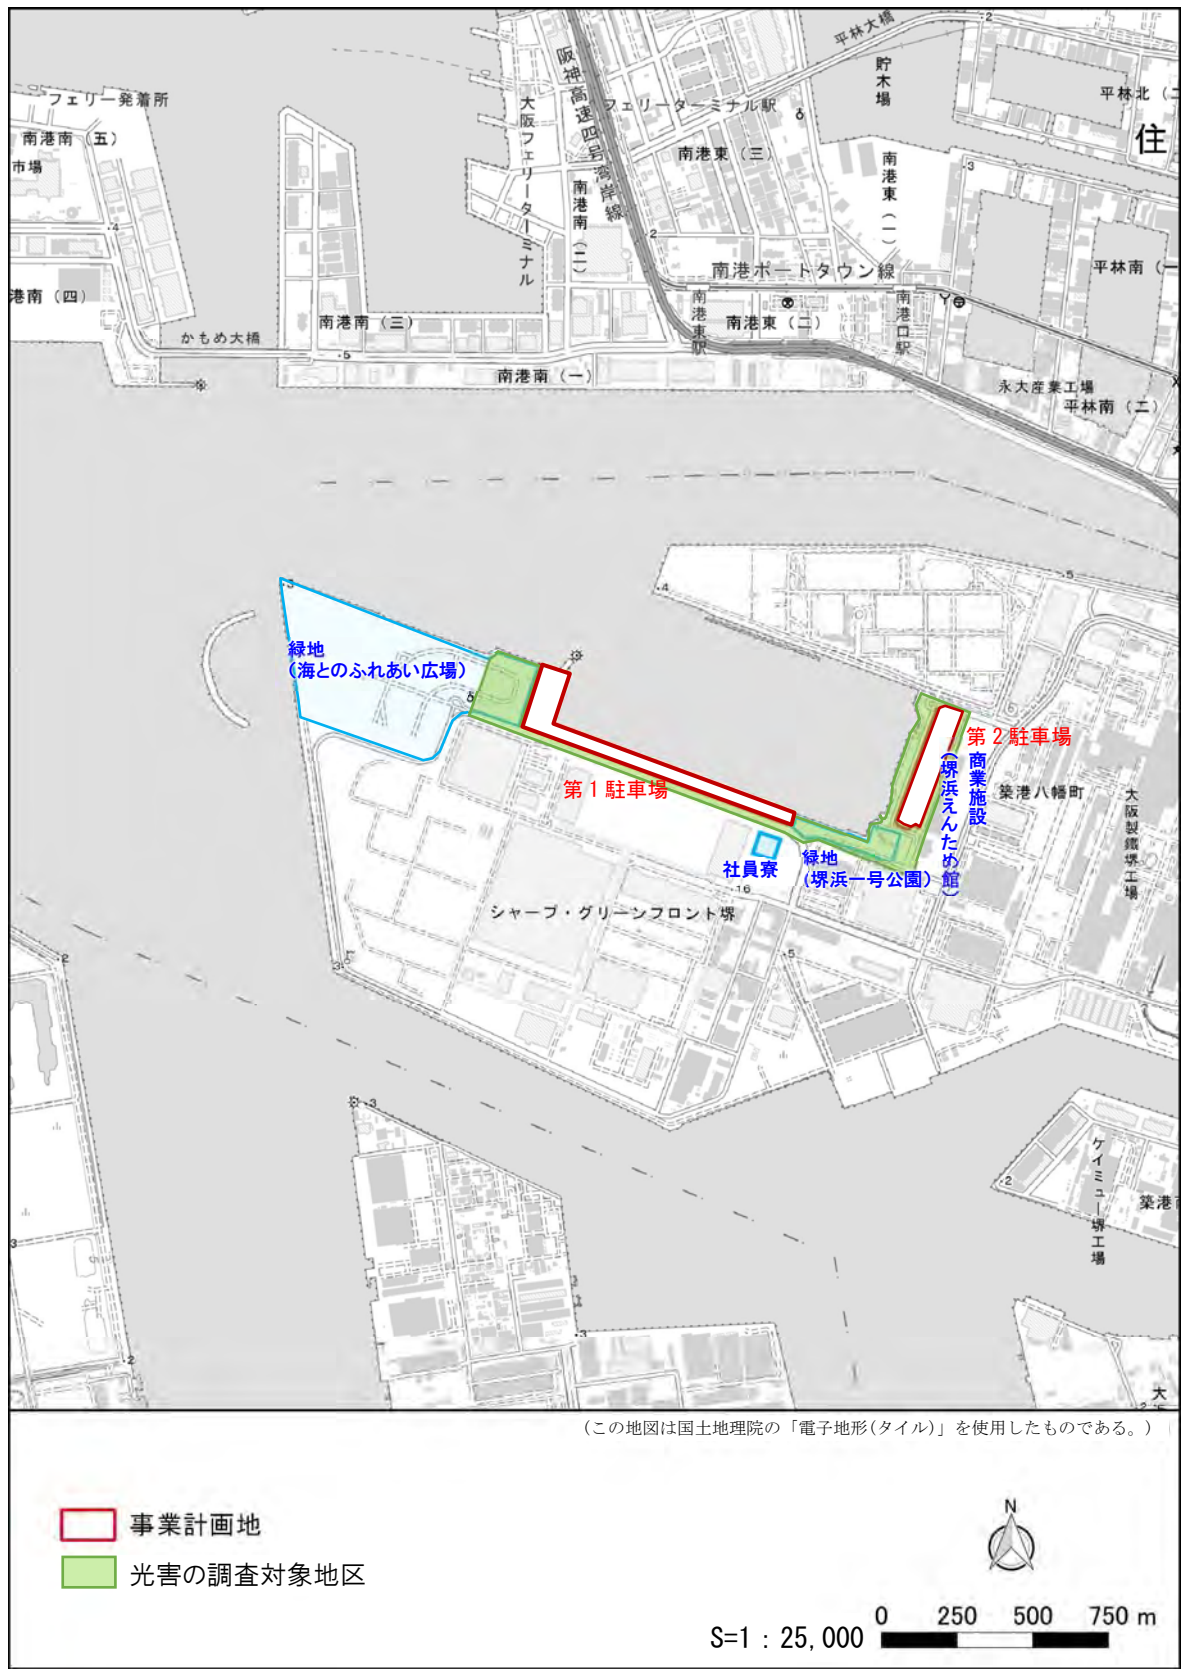 フェリー発着所
南港南（五）
市場
港南（四）
かもめ大橋
南港南（三）
南港南（一）
大阪フェリーターミナル
南港南（二）
阪神高速四号湾岸線
フェリーターミナル駅
平林大橋
貯木場
平林北（二
住
南港東（三）
南港東（一）
平林南（一
南港ポートタウン線
南港東駅
南港東（二）
南港口駅
永大産業工場
平林南（二）
緑地
（海とのふれあい広場）
第１駐車場
第２駐車場
商業施設
（堺浜えんため館）
築港八幡町
大阪製鐵堺工場
社員寮
緑地
（堺浜一号公園）
シャープ・グリーンフロント堺
ケイミュー堺工場
築港
大
（この地図は国土地理院の「電子地形(タイル)」を使用したものである。）
事業計画地
光害の調査対象地区
N
0 250 500 750 m
S=1：25,000